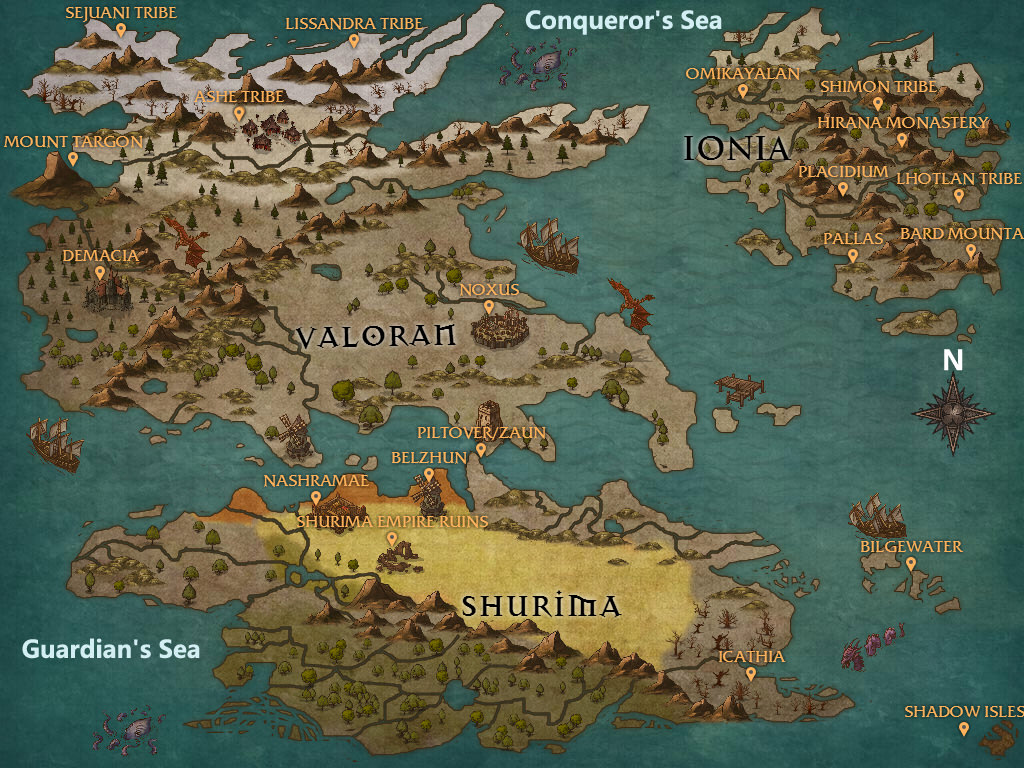 SEJUANI TRIBE
LISSANDRA TRIBE
Conqueror's Sea
OMIKAYALAN
SHIMON TRIBE
ASHE TRIBE
HIRANA MONASTERY
MOUNT TARGON
IONIA
PLACIDIUM
LHOTLAN TRIBE
PALLAS
BARD MOUNTA
DEMACIA
NOXUS
VALORAN
N
PILTOVER/ZAUN
BELZHUN
NASHRAMAE
SHURIMA EMPIRE RUINS
BILGEWATER
SHURIMA
Guardian's Sea
ICATHIA
SHADOW ISLES